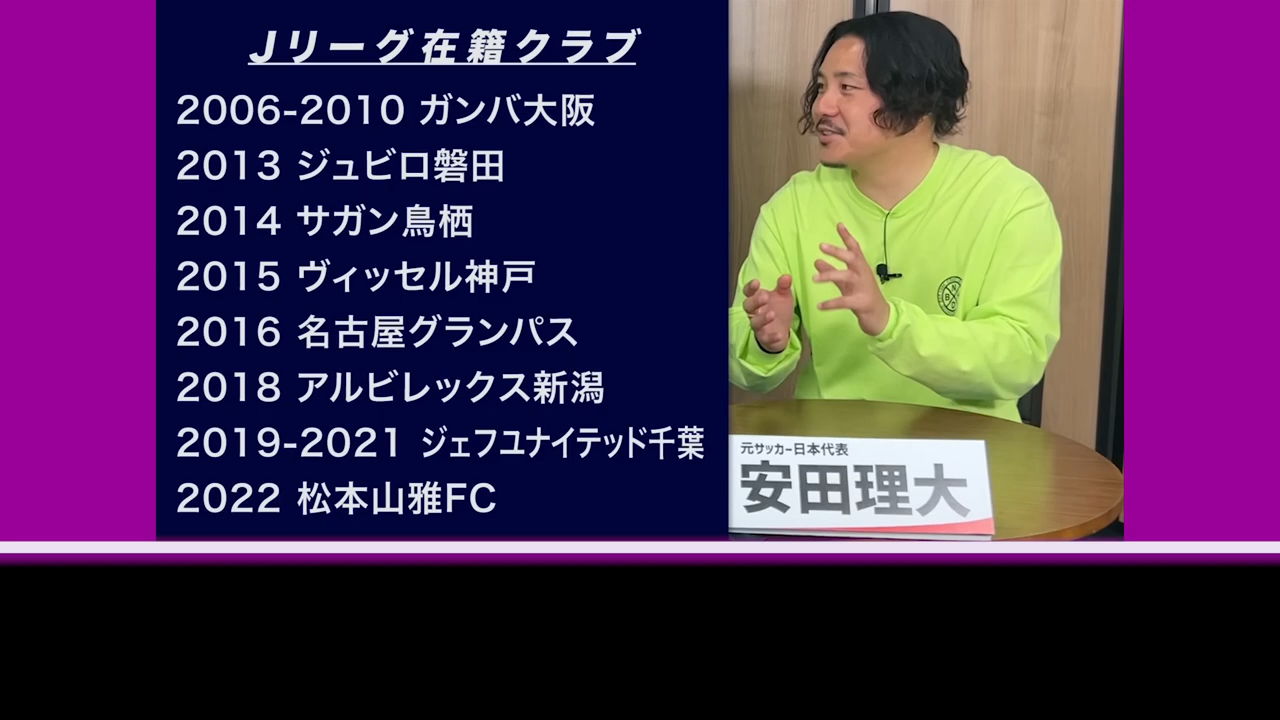 Jリーグ在籍クラブ
2006-2010 ガンバ大阪
2013 ジュビロ磐田
2014 サガン鳥栖
2015 ヴィッセル神戸
2016 名古屋グランパス
2018 アルビレックス新潟
2019-2021 ジェフユナイテッド千葉
2022 松本山雅FC
元サッカー日本代表
安田理大